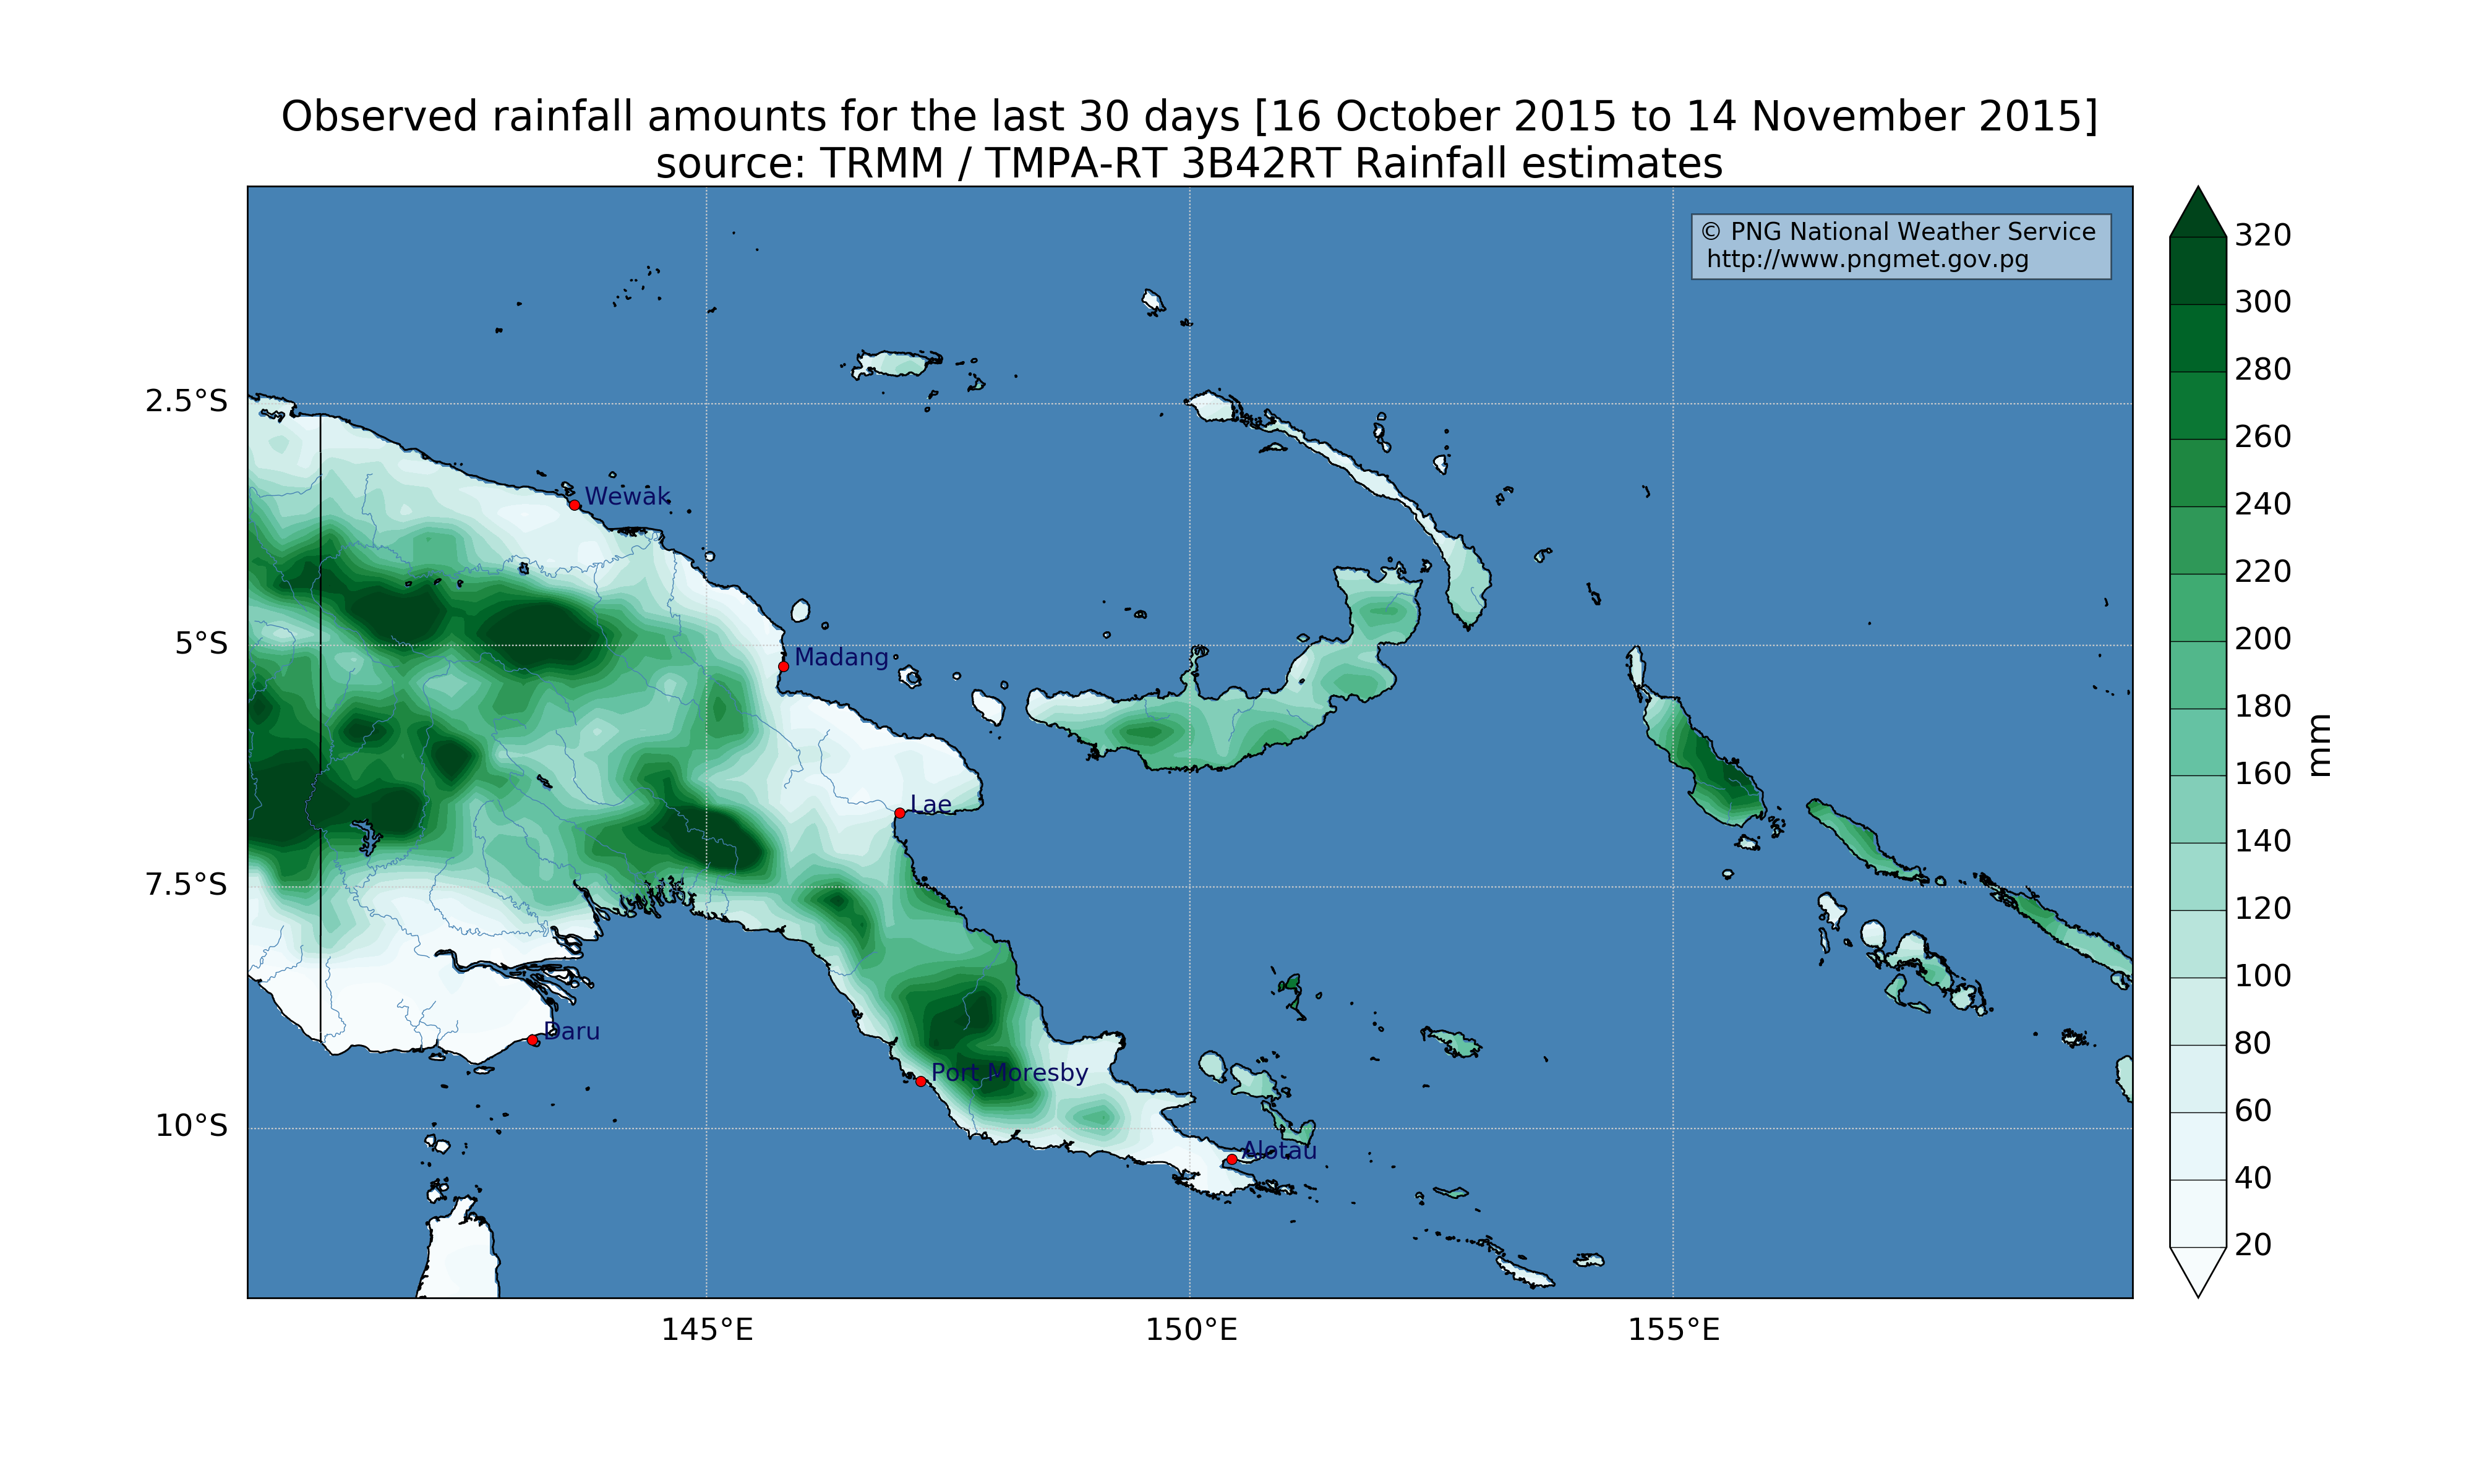 Observed rainfall amounts for the last 30 days [16 October 2015 to 14 November 2015]
source: TRMM / TMPA-RT 3B42RT Rainfall estimates
© PNG National Weather Service
http://www.pngmet.gov.pg
320
300
280
260
240
220
200
180
160
140
120
100
80
60
40
20
mm
2.5°S
5°S
7.5°S
10°S
Wewak
Madang
Lae
Daru
Port Moresby
Alotau
145°E
150°E
155°E